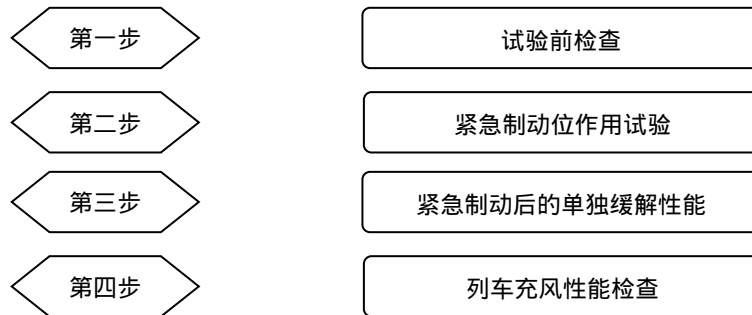 第一步 试验前检查
第二步 紧急制动位作用试验
第三步 紧急制动后的单独缓解性能
第四步 列车充风性能检查